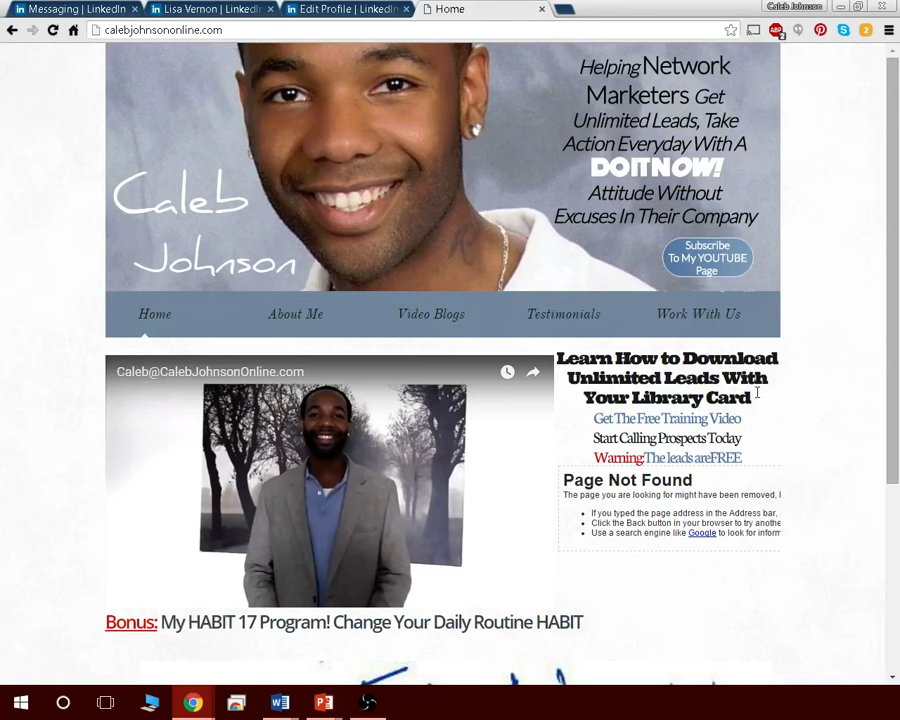 Messaging | LinkedIn
Lisa Vernon | LinkedIn
Edit Profile | LinkedIn
Home
Caleb Johnson
calebjohnsononline.com
ABP
2
2
Helping Network
Marketers Get
Unlimited Leads, Take
Action Everyday With A
DOITNOW!
Attitude Without
Excuses In Their Company
Caleb
Johnson
Subscribe
To My YOUTUBE
Page
Home
About Me
Video Blogs
Testimonials
Work With Us
Caleb@CalebJohnsonOnline.com
Learn How to Download
Unlimited Leads With
Your Library Card
Get The Free Training Video
Start Calling Prospects Today
Warning:The leads areFREE
Page Not Found
The page you are looking for might have been removed,
If you typed the page address in the Address bar,
Click the Back button in your browser to try anothe
Use a search engine like Google to look for inform
Bonus: My HABIT 17 Program! Change Your Daily Routine HABIT